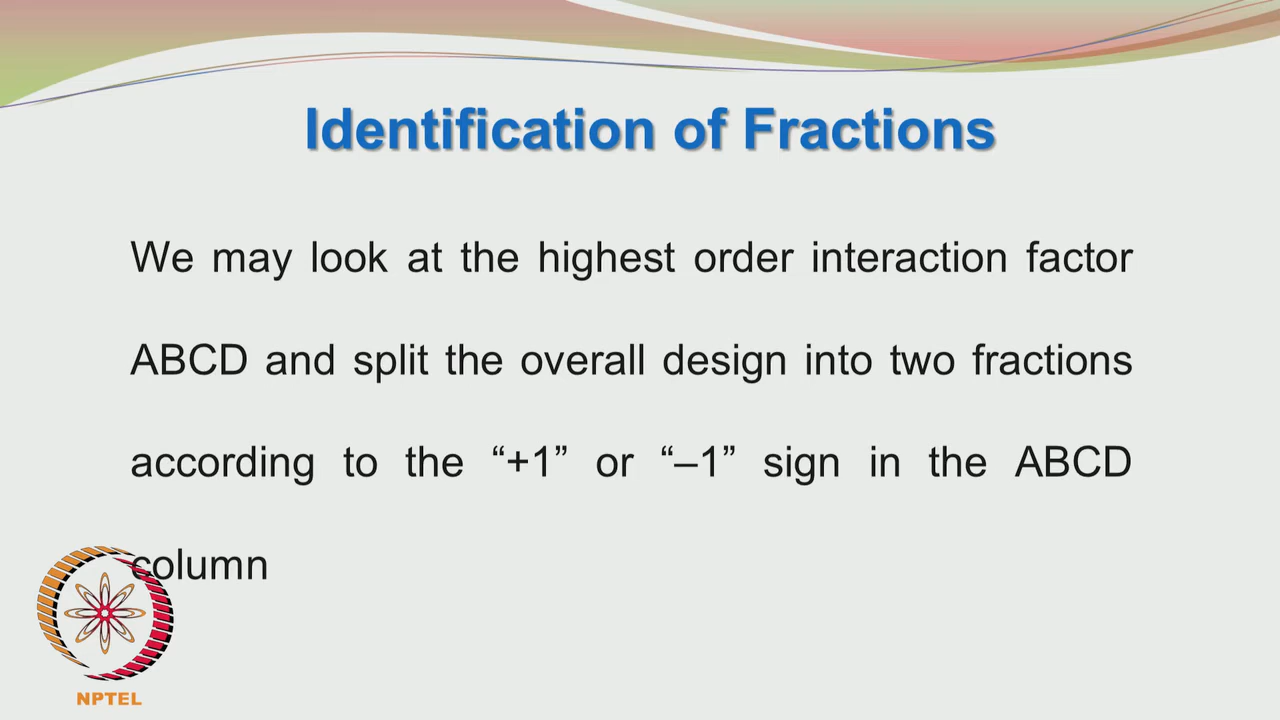 Identification of Fractions
We may look at the highest order interaction factor
ABCD and split the overall design into two fractions
according to the “+1” or “–1” sign in the ABCD
column
NPTEL